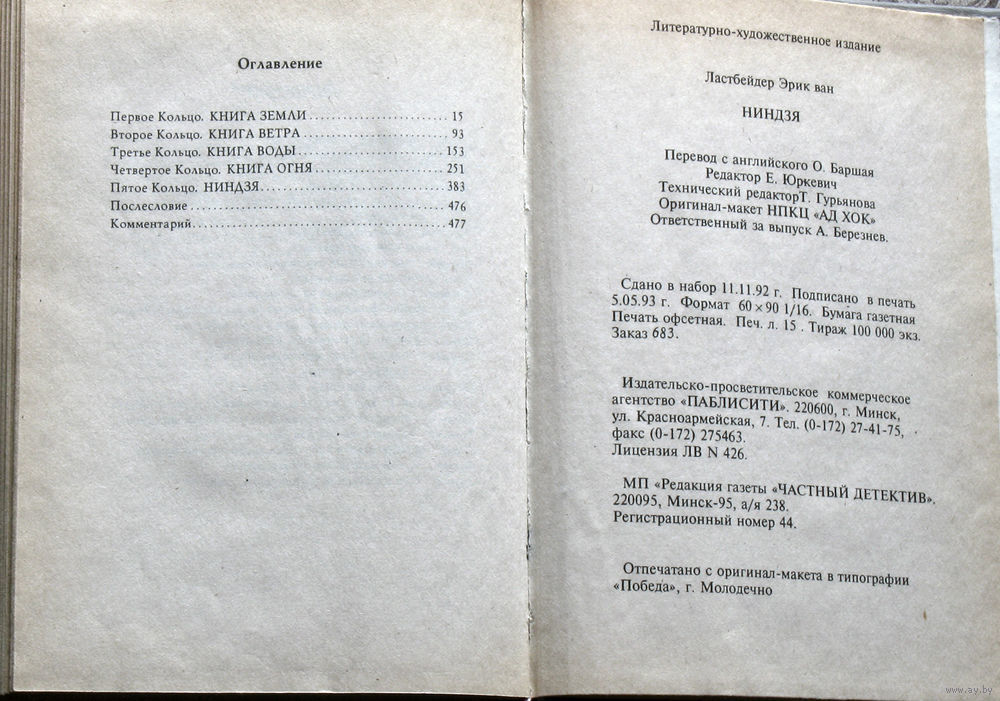 Оглавление
Первое Кольцо. КНИГА ЗЕМЛИ........................ 15
Второе Кольцо. КНИГА ВЕТРА........................ 93
Третье Кольцо. КНИГА ВОДЫ........................ 153
Четвертое Кольцо. КНИГА ОГНЯ........................ 251
Пятое Кольцо. НИНДЗЯ........................ 383
Послесловие........................ 476
Комментарий........................ 477
Литературно-художественное издание
Ластбейдер Эрик ван
НИНДЗЯ
Перевод с английского О. Баршая
Редактор Е. Юркевич
Технический редакторТ. Гурьянова
Оригинал-макет НПКЦ «АД ХОК»
Ответственный за выпуск А. Березнев.
Сдано в набор 11.11.92 г. Подписано в печать
5.05.93 г. Формат 60×90 1/16. Бумага газетная
Печать офсетная. Печ. л. 15 . Тираж 100 000 экз.
Заказ 683.
Издательско-просветительское коммерческое
агентство «ПАБЛИСИТИ». 220600, г. Минск,
ул. Красноармейская, 7. Тел. (0-172) 27-41-75,
факс (0-172) 275463.
Лицензия ЛВ N 426.
МП «Редакция газеты «ЧАСТНЫЙ ДЕТЕКТИВ».
220095, Минск-95, а/я 238.
Регистрационный номер 44.
Отпечатано с оригинал-макета в типографии
«Победа», г. Молодечно
www.ay.by